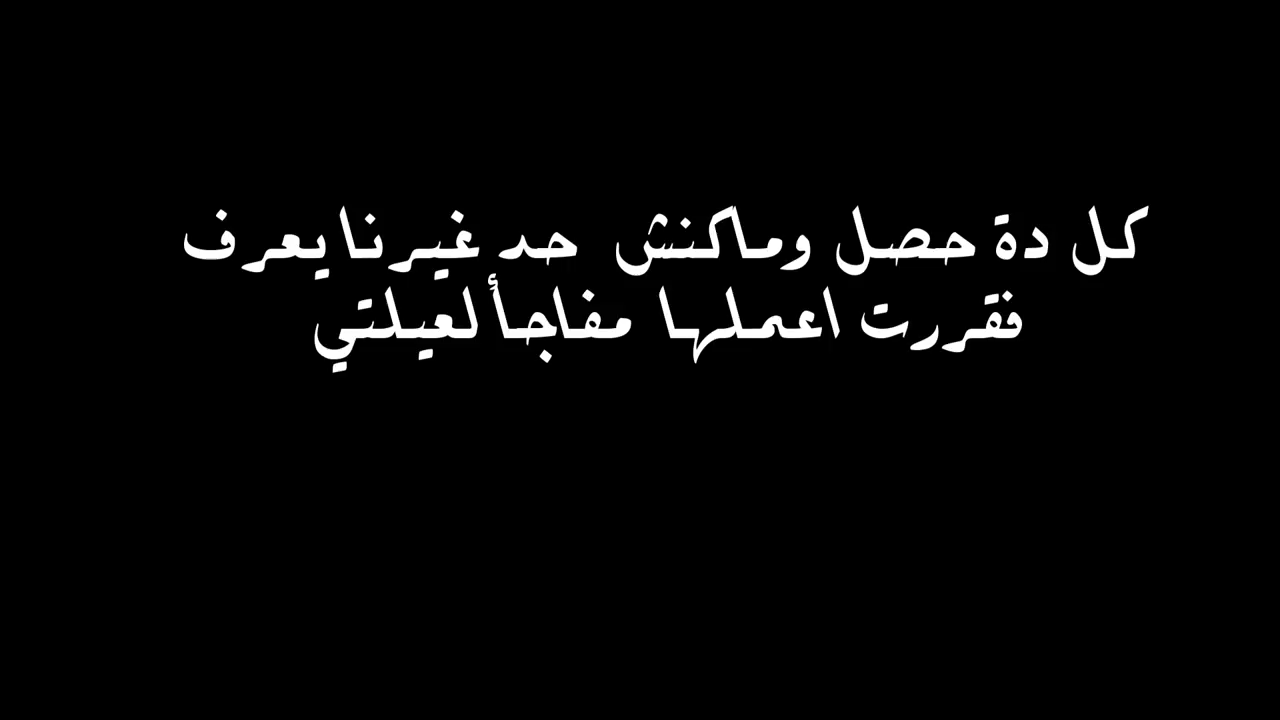 كل دة حصل وماكنش حد غيرنا يعرف
فقررت اعملها مفاجأ لعيلتي